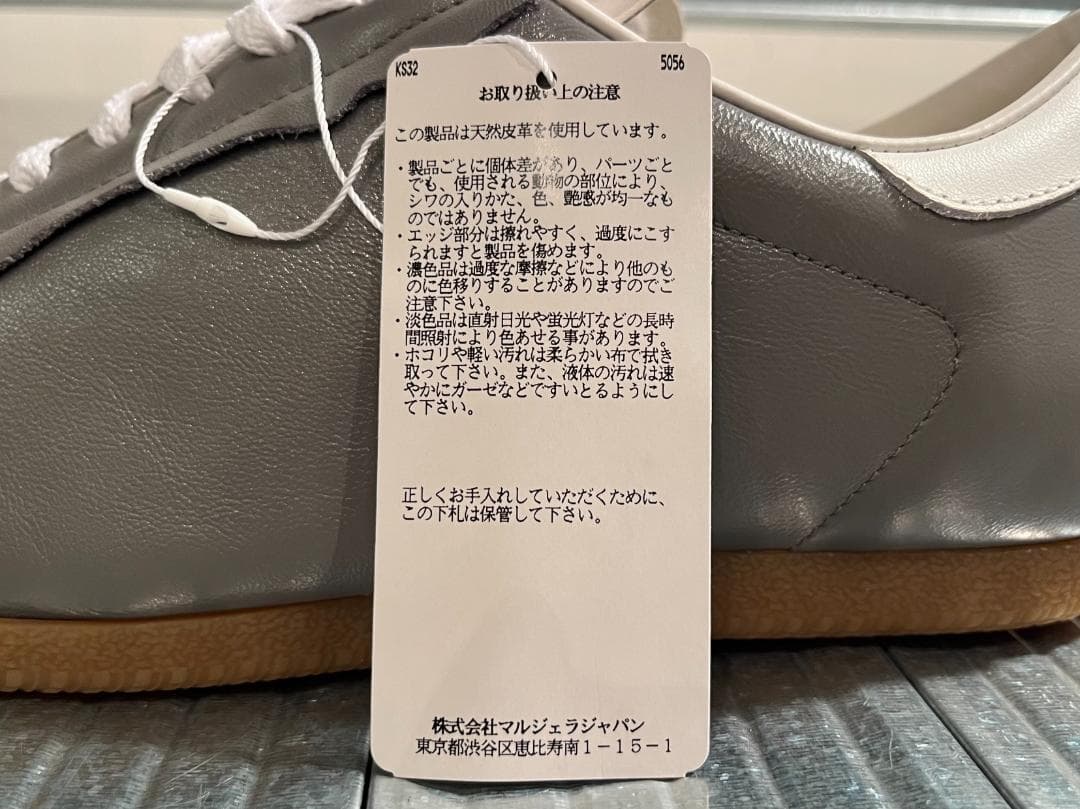 KS32
5056
お取り扱い上の注意
この製品は天然皮革を使用しています。
・製品ごとに個体差があり、パーツごと
でも、使用される動物の部位により、
シワの入りかた、色、艶感が均一なも
のではありません。
・エッジ部分は擦れやすく、過度にこす
られますと製品を傷めます。
・濃色品は過度な摩擦などにより他のも
のに色移りすることがありますのでご
注意下さい。
・淡色品は直射日光や蛍光灯などの長時
間照射により色あせる事があります。
・ホコリや軽い汚れは柔らかい布で拭き
取って下さい。また、液体の汚れは速
やかにガーゼなどですいとるようにし
て下さい。
正しくお手入れしていただくために、
この下札は保管して下さい。
株式会社マルジェラジャパン
東京都渋谷区恵比寿南1－15－1